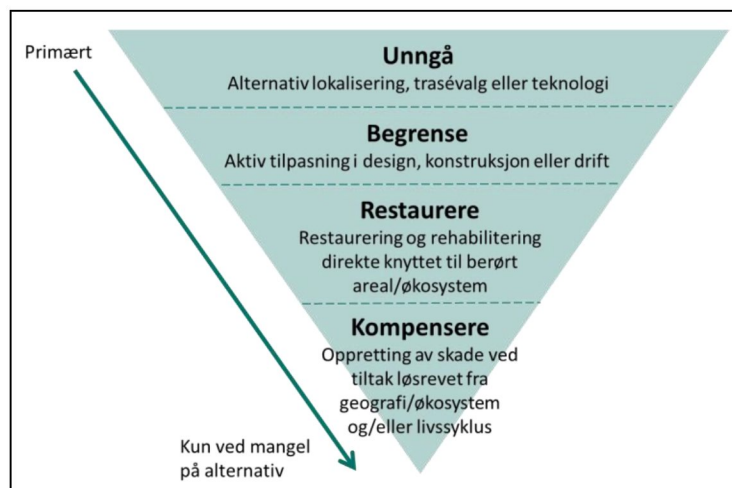 Primært
Unngå
Alternativ lokalisering, trasévalg eller teknologi
Begrense
Aktiv tilpasning i design, konstruksjon eller drift
Restaurere
Restaurering og rehabilitering
direkte knyttet til berørt
areal/økosystem
Kompensere
Oppretting av skade ved
tiltak løsrevet fra
geografi/økosystem
og/eller livssyklus
Kun ved mangel
på alternativ